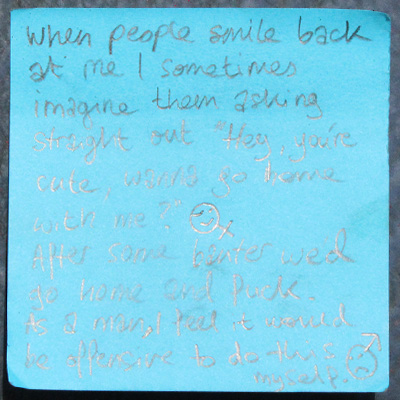 when people smile back
at me I sometimes
imagine them asking
straight out "Hey, you're
cute, wanna go home
with me?"
After some banter we'd
go home and fuck.
As a man, I feel it would
be offensive to do this
myself.